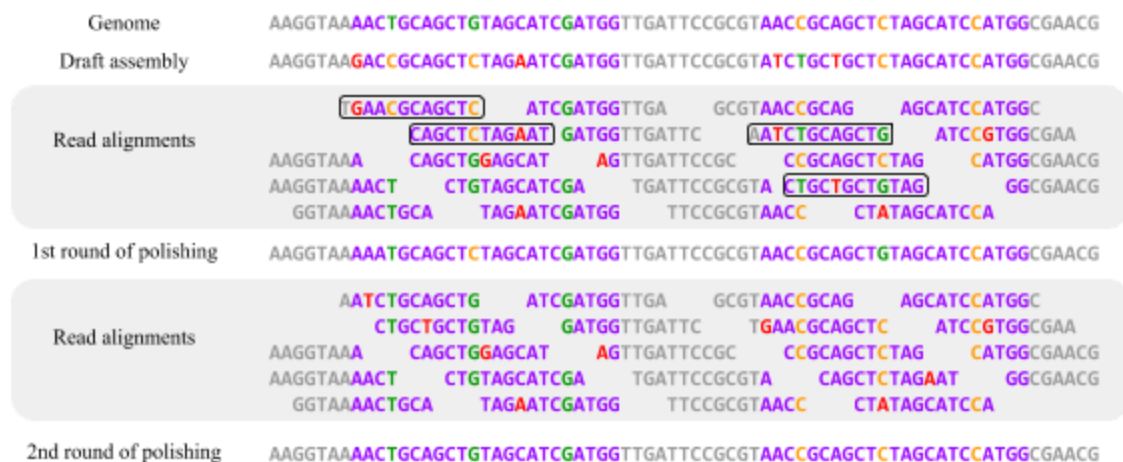 Genome AAGGTAAAACTGCAGCTGTAGCATCGATGGTTGATTCCGCGTAACCGCAGCTCTAGCATCCATGGCGAACG
Draft assembly AAGGTAAGACCGCAGCTCTAGAATCGATGGTTGATTCCGCGTATCTGCTGCTCTAGCATCCATGGCGAACG
TGAACGCAGCTC ATCGATGGTTGA GCGTAACCGCAG AGCATCCATGGC
Read alignments CAGCTCTAGAAT GATGGTTGATTC AATCTGCAGCTG ATCCGTGGCGAA
AAGGTAAA CAGCTGGAGCAT AGTTGATTCCGC CCGCAGCTCTAG CATGGCGAACG
AAGGTAAAACT CTGTAGCATCGA TGATTCCGCGTA CTGCTGCTGTAG GGCGAACG
GGTAAAACTGCA TAGAATCGATGG TTCCGCGTAACC CTATAGCATCCA
1st round of polishing AAGGTAAAAATGCAGCTCTAGCATCGATGGTTGATTCCGCGTAACCGCAGCTGTAGCATCCATGGCGAACG
AATCTGCAGCTG ATCGATGGTTGA GCGTAACCGCAG AGCATCCATGGC
Read alignments CTGCTGCTGTAG GATGGTTGATTC TGAACGCAGCTC ATCCGTGGCGAA
AAGGTAAA CAGCTGGAGCAT AGTTGATTCCGC CCGCAGCTCTAG CATGGCGAACG
AAGGTAAAACT CTGTAGCATCGA TGATTCCGCGTA CAGCTCTAGAAT GGCGAACG
GGTAAAACTGCA TAGAATCGATGG TTCCGCGTAACC CTATAGCATCCA
2nd round of polishing AAGGTAAAACTGCAGCTGTAGCATCGATGGTTGATTCCGCGTAACCGCAGCTCTAGCATCCATGGCGAACG